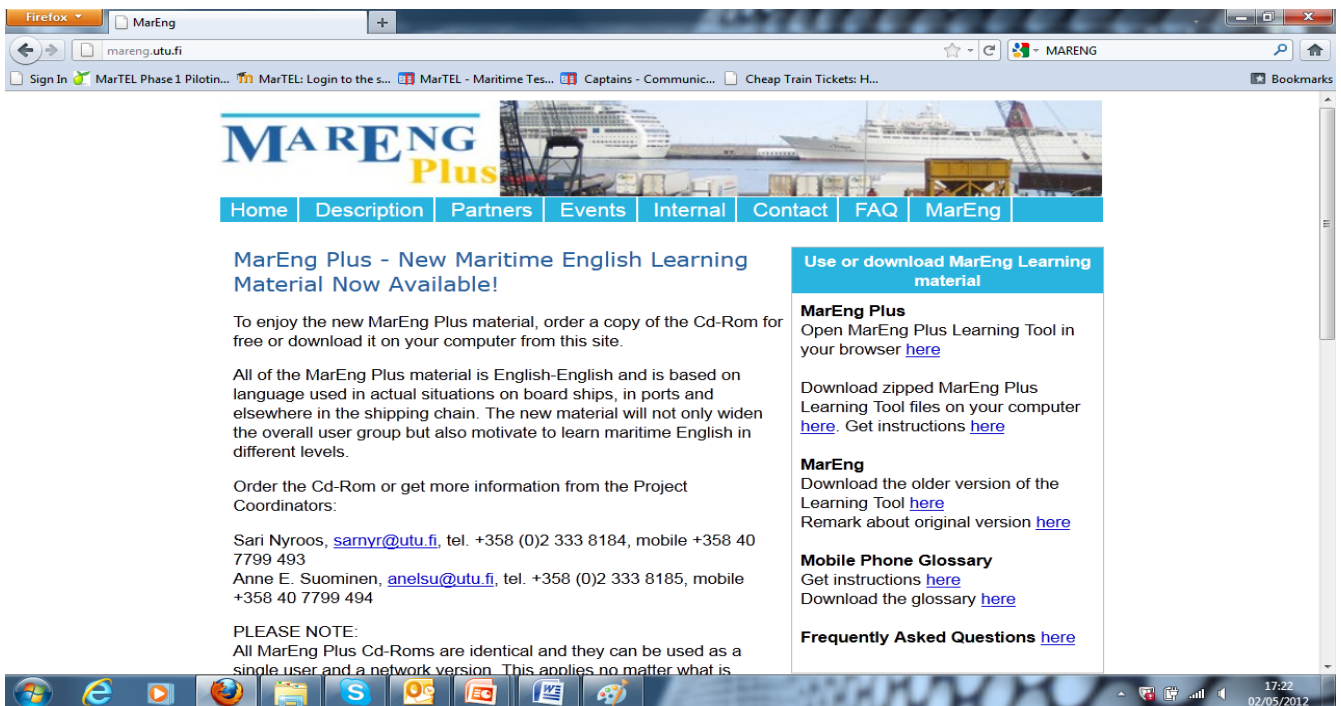 Firefox
MarEng
mareng.utu.fi
MARENG
Sign In MarTEL Phase 1 Pilotin... MarTEL: Login to the s... MarTEL - Maritime Tes... Captains - Communic... Cheap Train Tickets: H... Bookmarks
MARENG
Plus
Home Description Partners Events Internal Contact FAQ MarEng
MarEng Plus - New Maritime English Learning
Material Now Available!
To enjoy the new MarEng Plus material, order a copy of the Cd-Rom for
free or download it on your computer from this site.
All of the MarEng Plus material is English-English and is based on
language used in actual situations on board ships, in ports and
elsewhere in the shipping chain. The new material will not only widen
the overall user group but also motivate to learn maritime English in
different levels.
Order the Cd-Rom or get more information from the Project
Coordinators:
Sari Nyroos, sarnyr@utu.fi, tel. +358 (0)2 333 8184, mobile +358 40
7799 493
Anne E. Suominen, anelsu@utu.fi, tel. +358 (0)2 333 8185, mobile
+358 40 7799 494
PLEASE NOTE:
All MarEng Plus Cd-Roms are identical and they can be used as a
single user and a network version. This applies no matter what is
Use or download MarEng Learning
material
MarEng Plus
Open MarEng Plus Learning Tool in
your browser here
Download zipped MarEng Plus
Learning Tool files on your computer
here. Get instructions here
MarEng
Download the older version of the
Learning Tool here
Remark about original version here
Mobile Phone Glossary
Get instructions here
Download the glossary here
Frequently Asked Questions here
17:22
02/05/2012